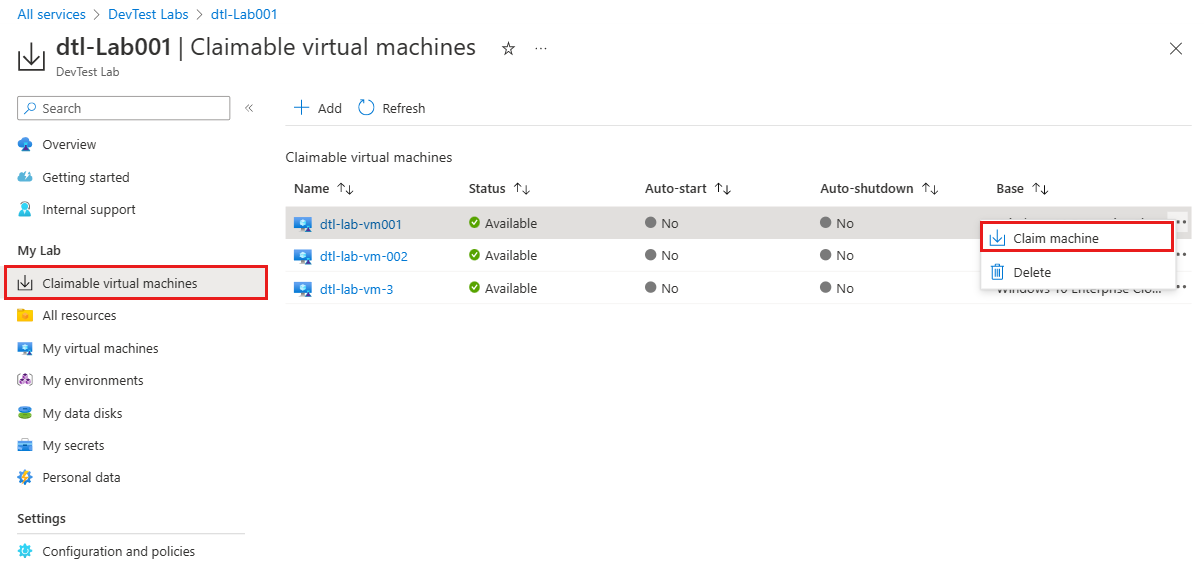 All services > DevTest Labs > dtl-Lab001
dtl-Lab001 | Claimable virtual machines
DevTest Lab
Search
Add Refresh
Overview
Getting started
Internal support
My Lab
Claimable virtual machines
All resources
My virtual machines
My environments
My data disks
My secrets
Personal data
Settings
Configuration and policies
Claimable virtual machines
Name Status Auto-start Auto-shutdown Base
dtl-lab-vm001 Available No No
dtl-lab-vm-002 Available No No
dtl-lab-vm-3 Available No No Windows 10 Enterprise Clo...
Claim machine
Delete